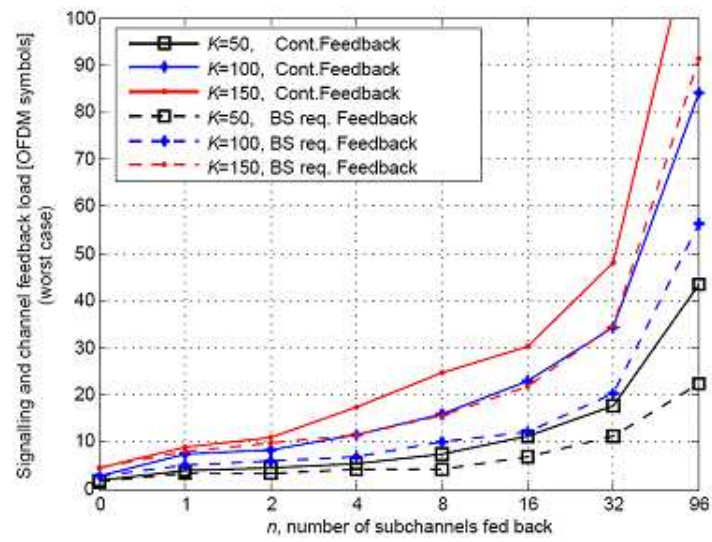 Signalling and channel feedback load [OFDM symbols]
(worst case)
100
90
80
70
60
50
40
30
20
10
0
K=50, Cont.Feedback
K=100, Cont.Feedback
K=150, Cont.Feedback
K=50, BS req. Feedback
K=100, BS req. Feedback
K=150, BS req. Feedback
0 1 2 4 8 16 32 96
n, number of subchannels fed back